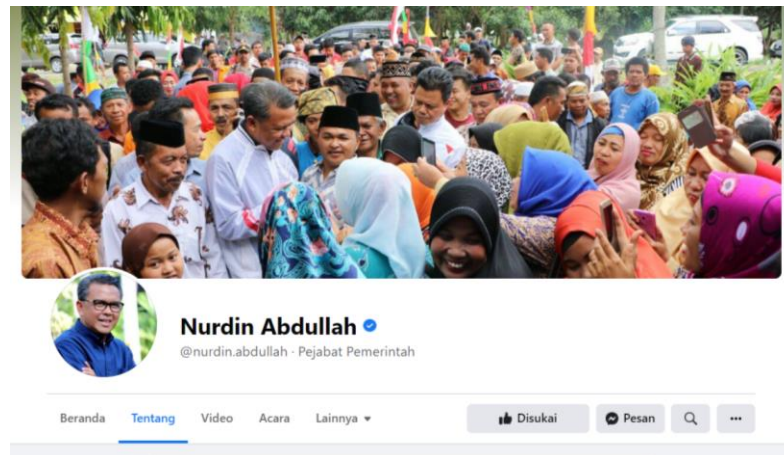 Nurdin Abdullah
@nurdin.abdullah · Pejabat Pemerintah
Beranda Tentang Video Acara Lainnya Disukai Pesan